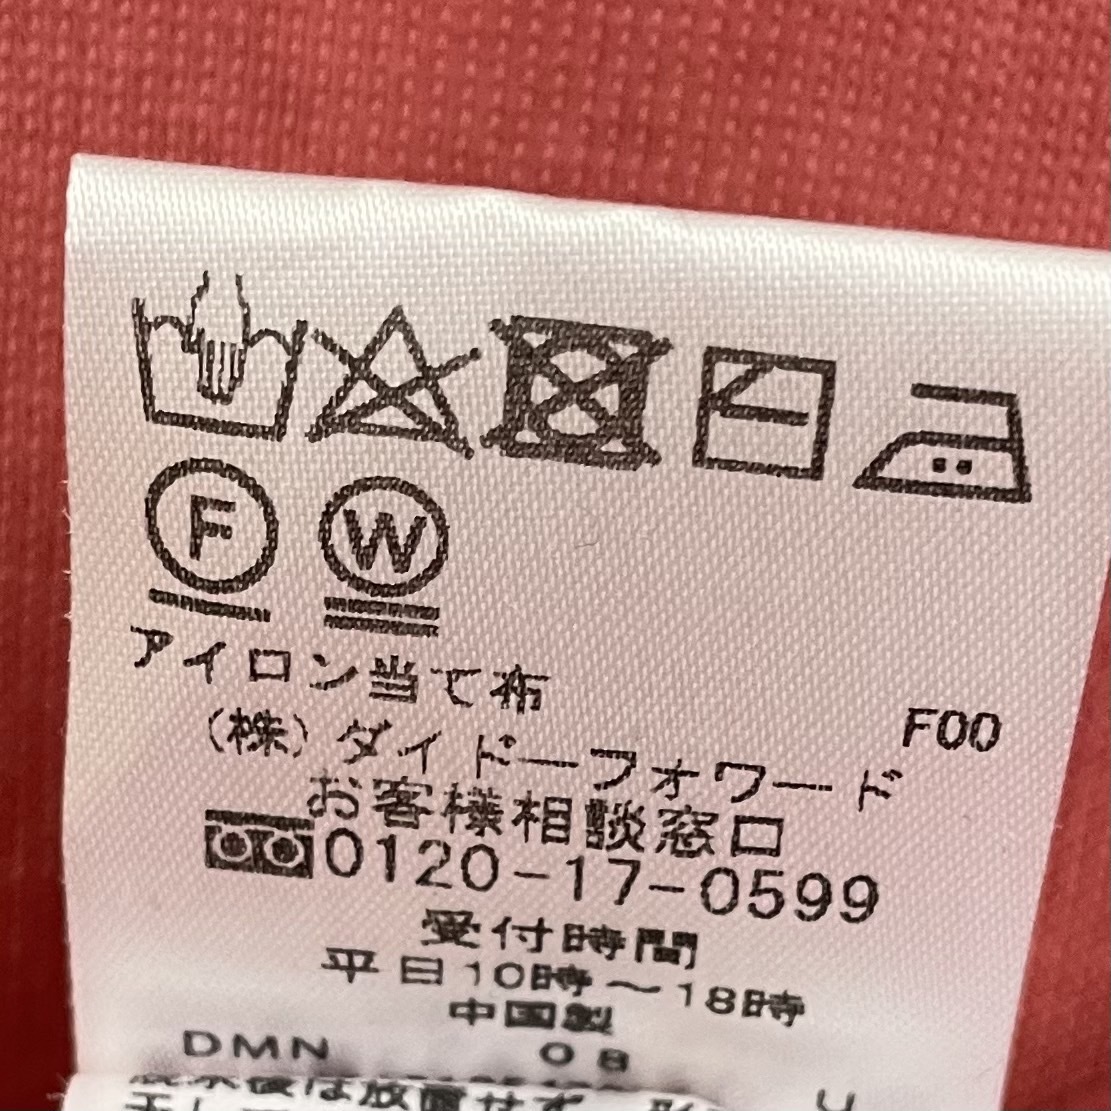 F W
アイロン当て布
F00
(株)ダイドーフォワード
お客様相談窓口
0120-17-0599
受付時間
平日10時~18時
中国製
DMN 08